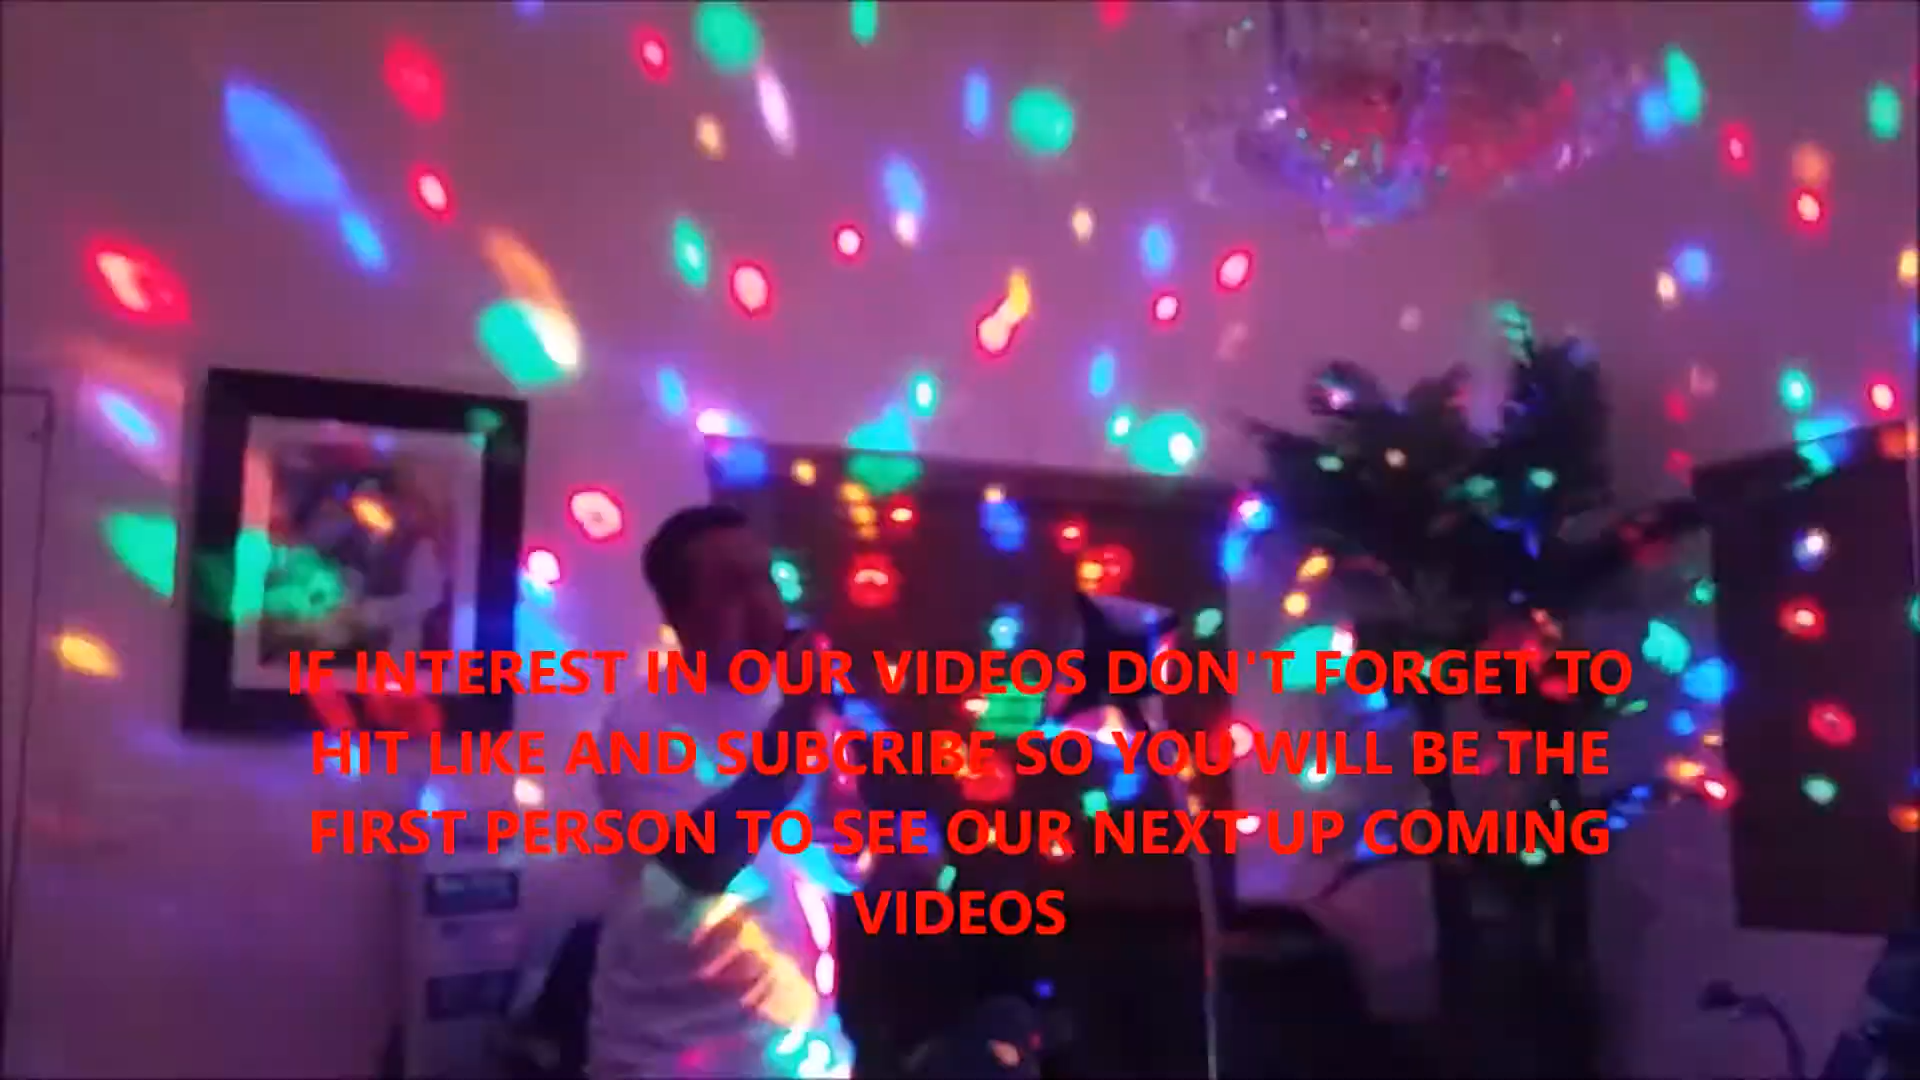 IF INTEREST IN OUR VIDEOS DON'T FORGET TO
HIT LIKE AND SUBCRIBE SO YOU WILL BE THE
FIRST PERSON TO SEE OUR NEXT UP COMING
VIDEOS